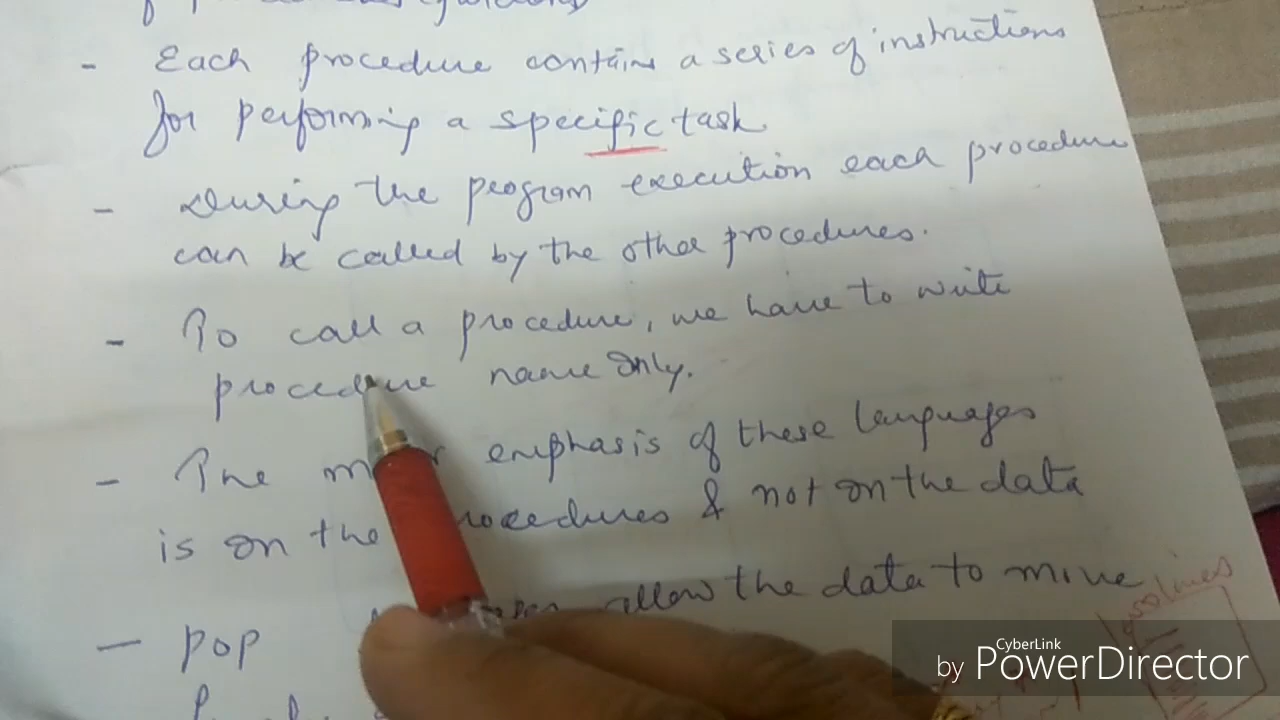 - Each procedure contains a series of instructions
for performing a specific task
- During the program execution each procedure
can be called by the other procedures.
- To call a procedure, we have to write
procedure name only.
- The emphasis of these languages
is on the procedures & not on the data
- POP allow the data to move
CyberLink
by PowerDirector